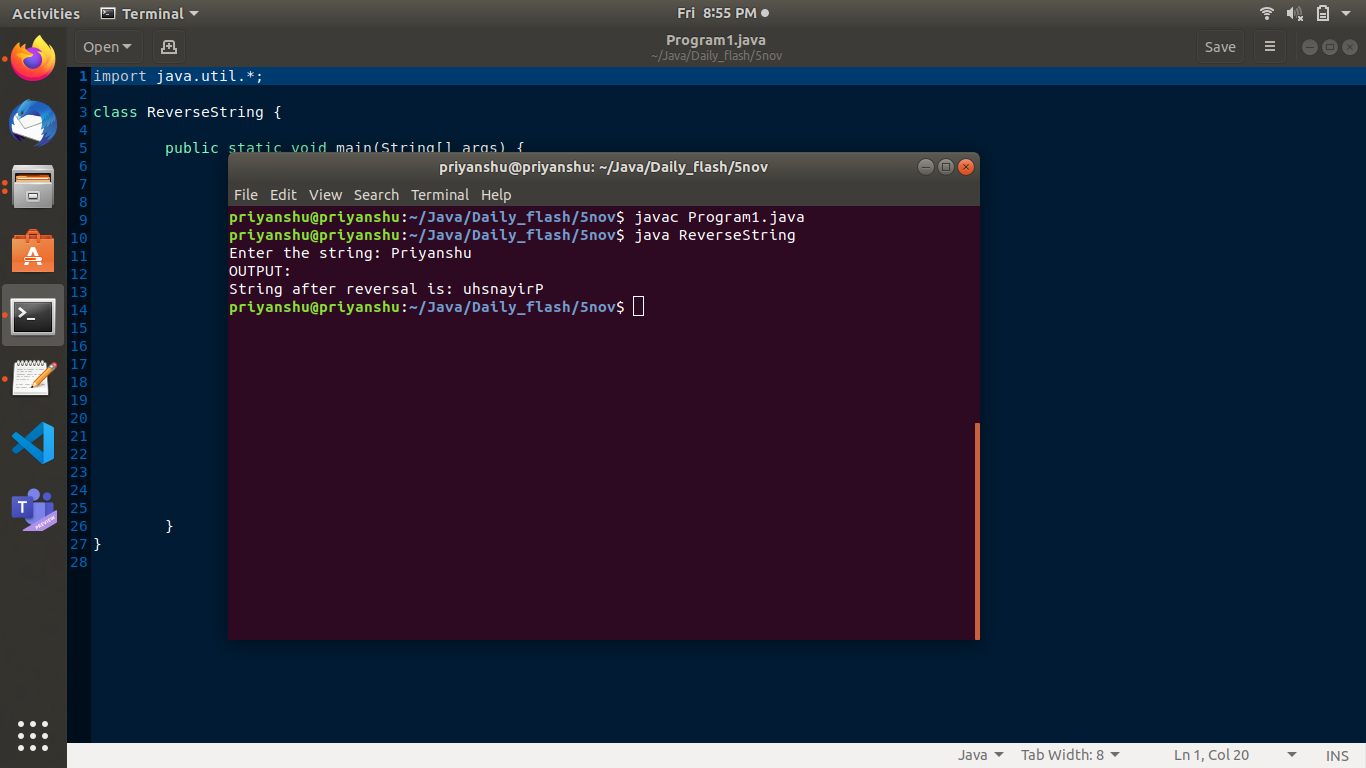 Activities Terminal Fri 8:55 PM
Open Program1.java Save
~/Java/Daily_flash/5nov
1 import java.util.*;
2
3 class ReverseString {
4
5 public static void main(String[] args) {
6
7
8
9
10
11
12
13
14
15
16
17
18
19
20
21
22
23
24
25
26 }
27 }
28
priyanshu@priyanshu: ~/Java/Daily_flash/5nov
File Edit View Search Terminal Help
priyanshu@priyanshu:~/Java/Daily_flash/5nov$ javac Program1.java
priyanshu@priyanshu:~/Java/Daily_flash/5nov$ java ReverseString
Enter the string: Priyanshu
OUTPUT:
String after reversal is: uhsnayirP
priyanshu@priyanshu:~/Java/Daily_flash/5nov$
T
PREVIEW
Java Tab Width: 8 Ln 1, Col 20 INS